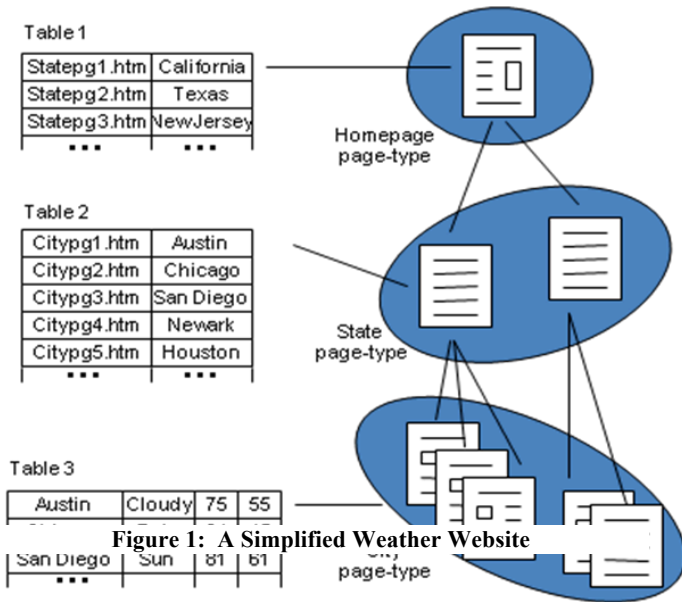 Table 1
Statepg1.htm California
Statepg2.htm Texas
Statepg3.htm NewJersey
... ...
Homepage
page-type
Table 2
Citypg1.htm Austin
Citypg2.htm Chicago
Citypg3.htm San Diego
Citypg4.htm Newark
Citypg5.htm Houston
... ...
State
page-type
Table 3
Austin Cloudy 75 55
Figure 1: A Simplified Weather Website
San Diego Sun 81 61
...
City
page-type